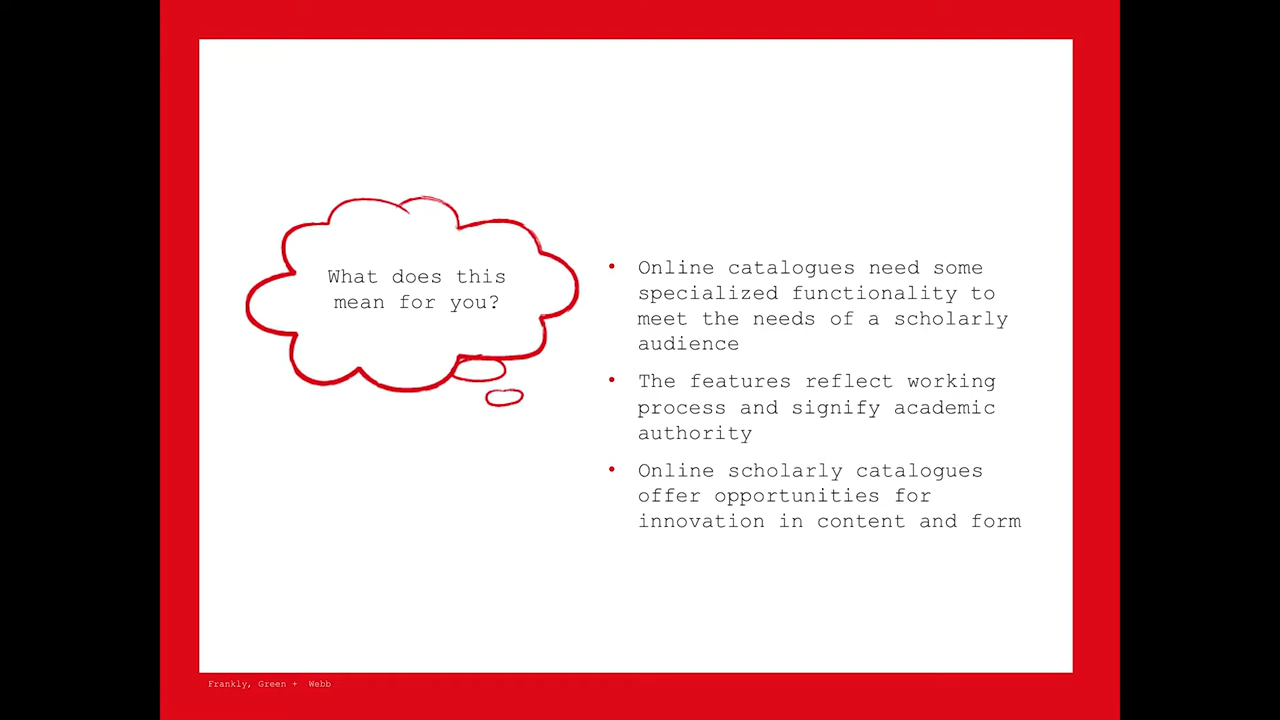 What does this
mean for you?
• Online catalogues need some
specialized functionality to
meet the needs of a scholarly
audience
• The features reflect working
process and signify academic
authority
• Online scholarly catalogues
offer opportunities for
innovation in content and form
Frankly, Green + Webb